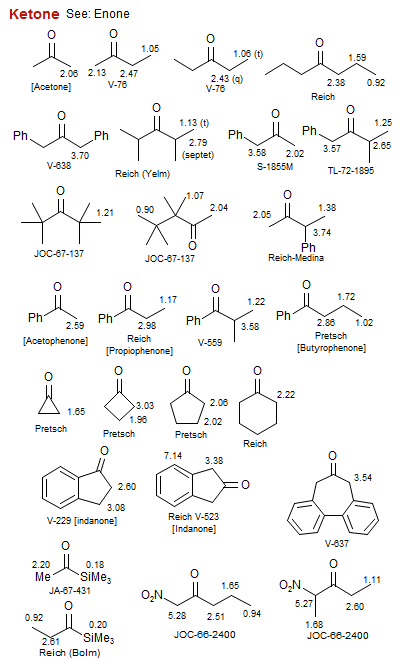 Ketone See: Enone
O O O O
2.06 2.13 2.47 1.05 2.43 (q) 1.06 (t) 2.38 1.59 0.92
[Acetone] V-76 V-76 Reich
O O O O
Ph Ph 3.70 1.13 (t) 2.79 (septet) Ph 3.58 2.02 Ph 3.57 1.25 2.65
V-638 Reich (Yelm) S-1855M TL-72-1895
O 1.21 0.90 1.07 2.04 O 2.05 O 1.38 3.74 Ph
JOC-67-137 JOC-67-137 Reich-Medina
O O O O
Ph 2.59 Ph 1.17 2.98 Ph 1.22 3.58 Ph 2.86 1.72 1.02
[Acetophenone] Reich [Propiophenone] V-559 Pretsch [Butyrophenone]
O O O O
1.65 3.03 1.96 2.06 2.02 2.22
Pretsch Pretsch Pretsch Reich
O 2.60 3.08 7.14 3.38 O O 3.54
V-229 [indanone] Reich V-523 [Indanone] V-637
2.20 O 0.18
Me SiMe3
JA-67-431
0.92 O 0.20
2.61 SiMe3
Reich (Bolm)
O2N O 1.65 5.28 2.51 0.94
JOC-66-2400
O2N O 1.11 5.27 2.60 1.68
JOC-66-2400